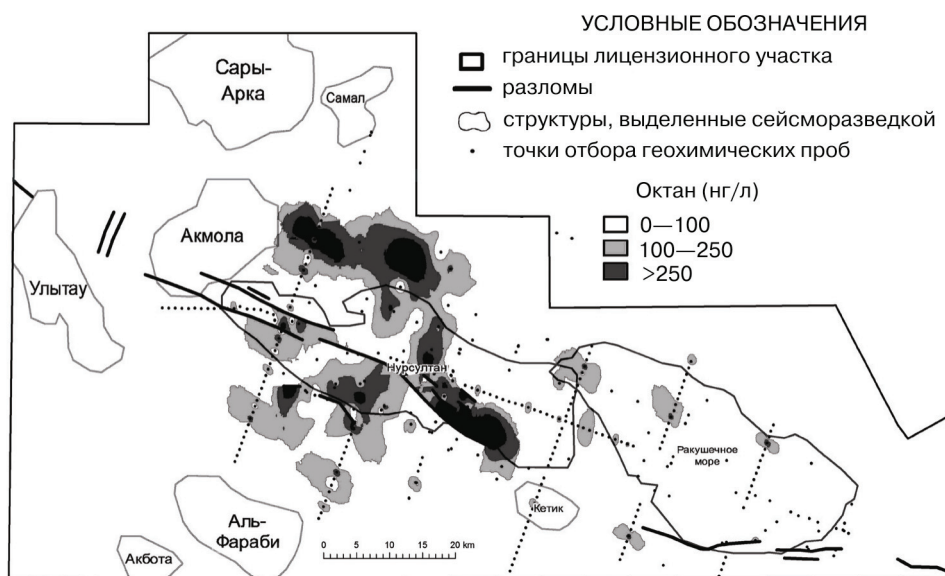 УСЛОВНЫЕ ОБОЗНАЧЕНИЯ
границы лицензионного участка
разломы
структуры, выделенные сейсморазведкой
точки отбора геохимических проб
Октан (нг/л)
0—100
100—250
>250
Сары-
Арка
Самал
Акмола
Улытау
Нурсултан
Ракушечное
море
Кетик
Аль-
Фараби
Акбота
0 5 10 15 20 km